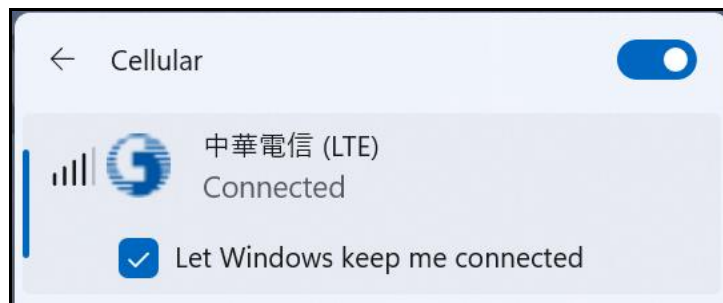 Cellular
中華電信 (LTE)
Connected
Let Windows keep me connected